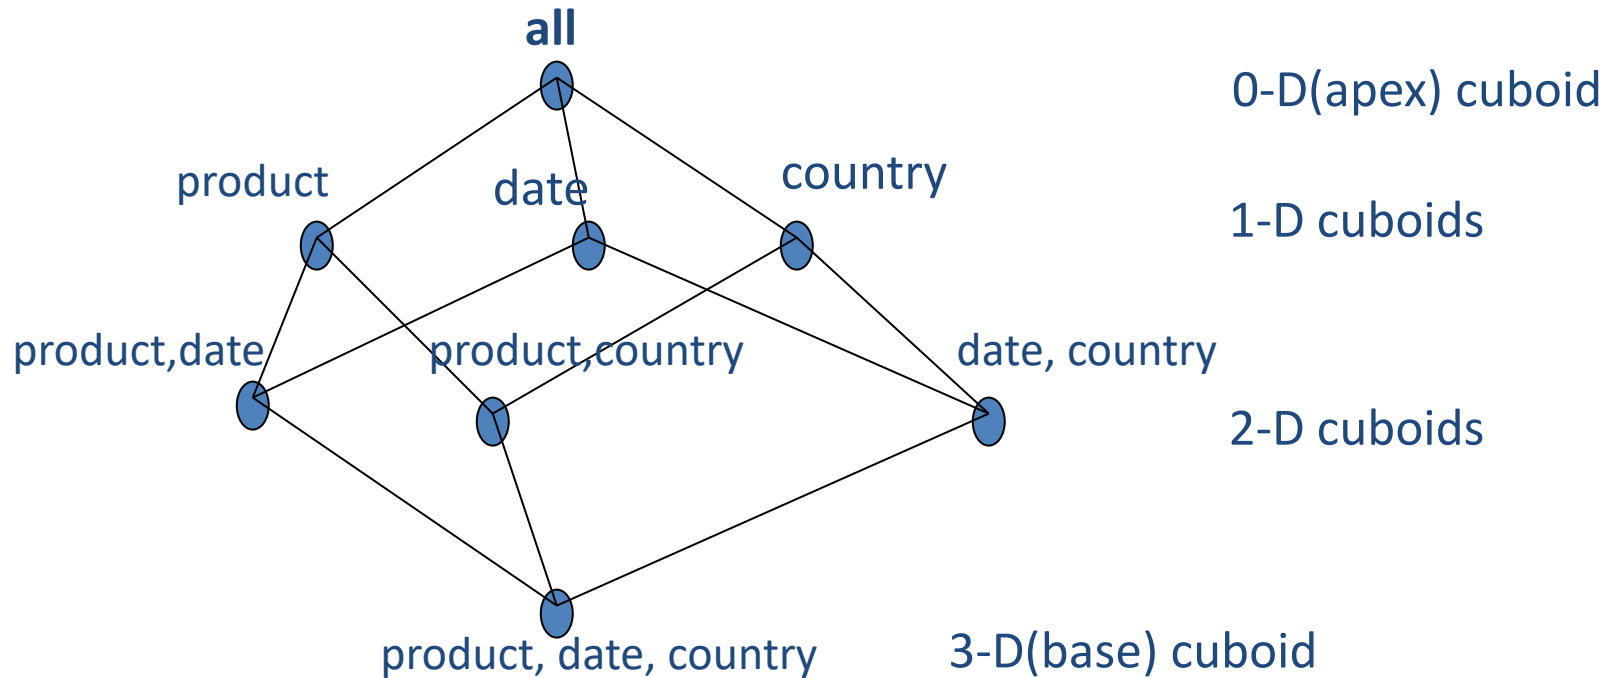 all
0-D(apex) cuboid
product
date
country
1-D cuboids
product,date
product,country
date, country
2-D cuboids
product, date, country
3-D(base) cuboid